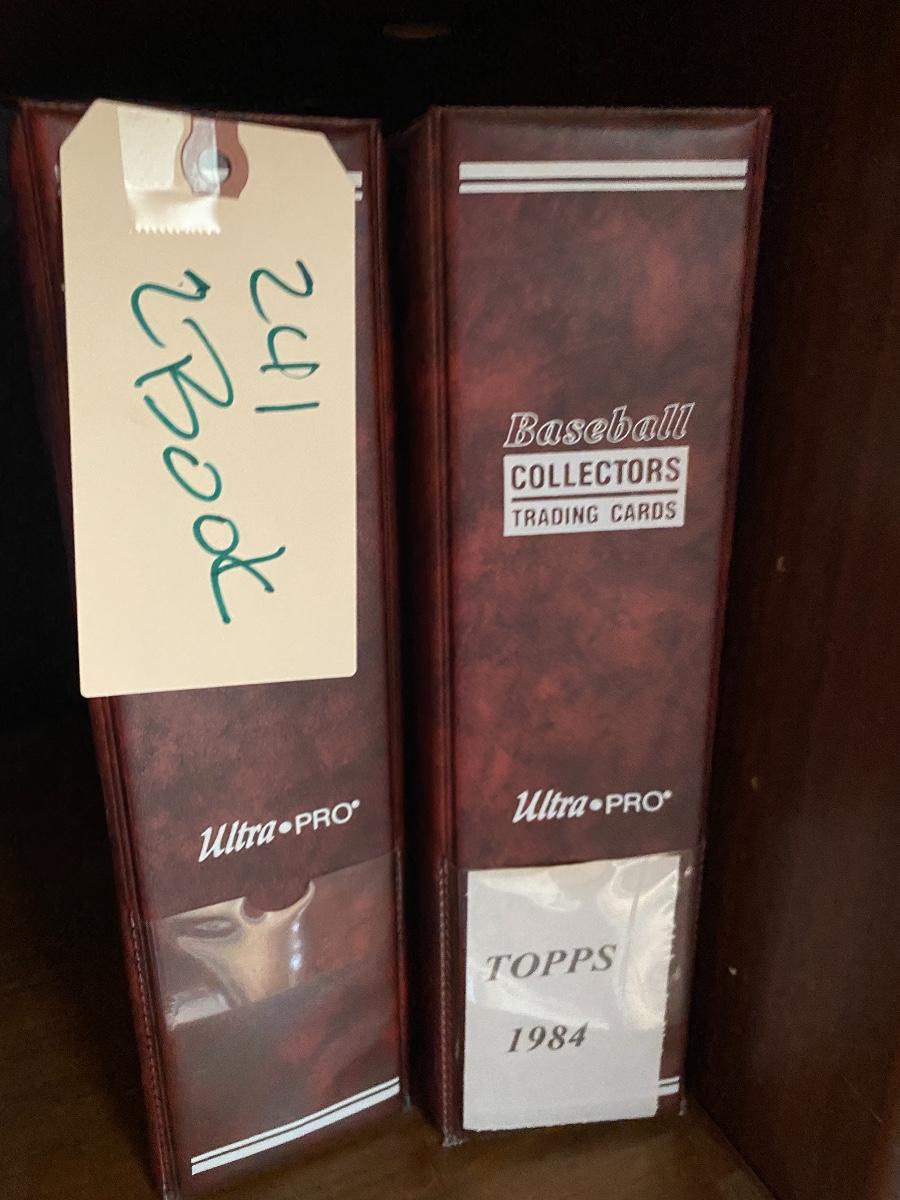 241
2 Book
Ultra•PRO®
Baseball
COLLECTORS
TRADING CARDS
Ultra•PRO®
TOPPS
1984